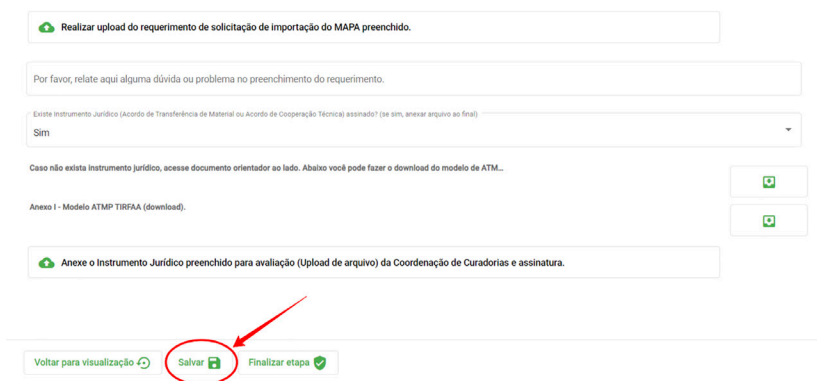 Realizar upload do requerimento de solicitação de importação do MAPA preenchido.
Por favor, relate aqui alguma dúvida ou problema no preenchimento do requerimento.
Existe Instrumento Jurídico (Acordo de Transferência de Material ou Acordo de Cooperação Técnica) assinado? (se sim, anexar arquivo ao final)
Sim
Caso não exista instrumento jurídico, acesse documento orientador ao lado. Abaixo você pode fazer o download do modelo de ATM...
Anexo I - Modelo ATMP TIRFAA (download).
Anexe o Instrumento Jurídico preenchido para avaliação (Upload de arquivo) da Coordenação de Curadorias e assinatura.
Voltar para visualização Salvar Finalizar etapa